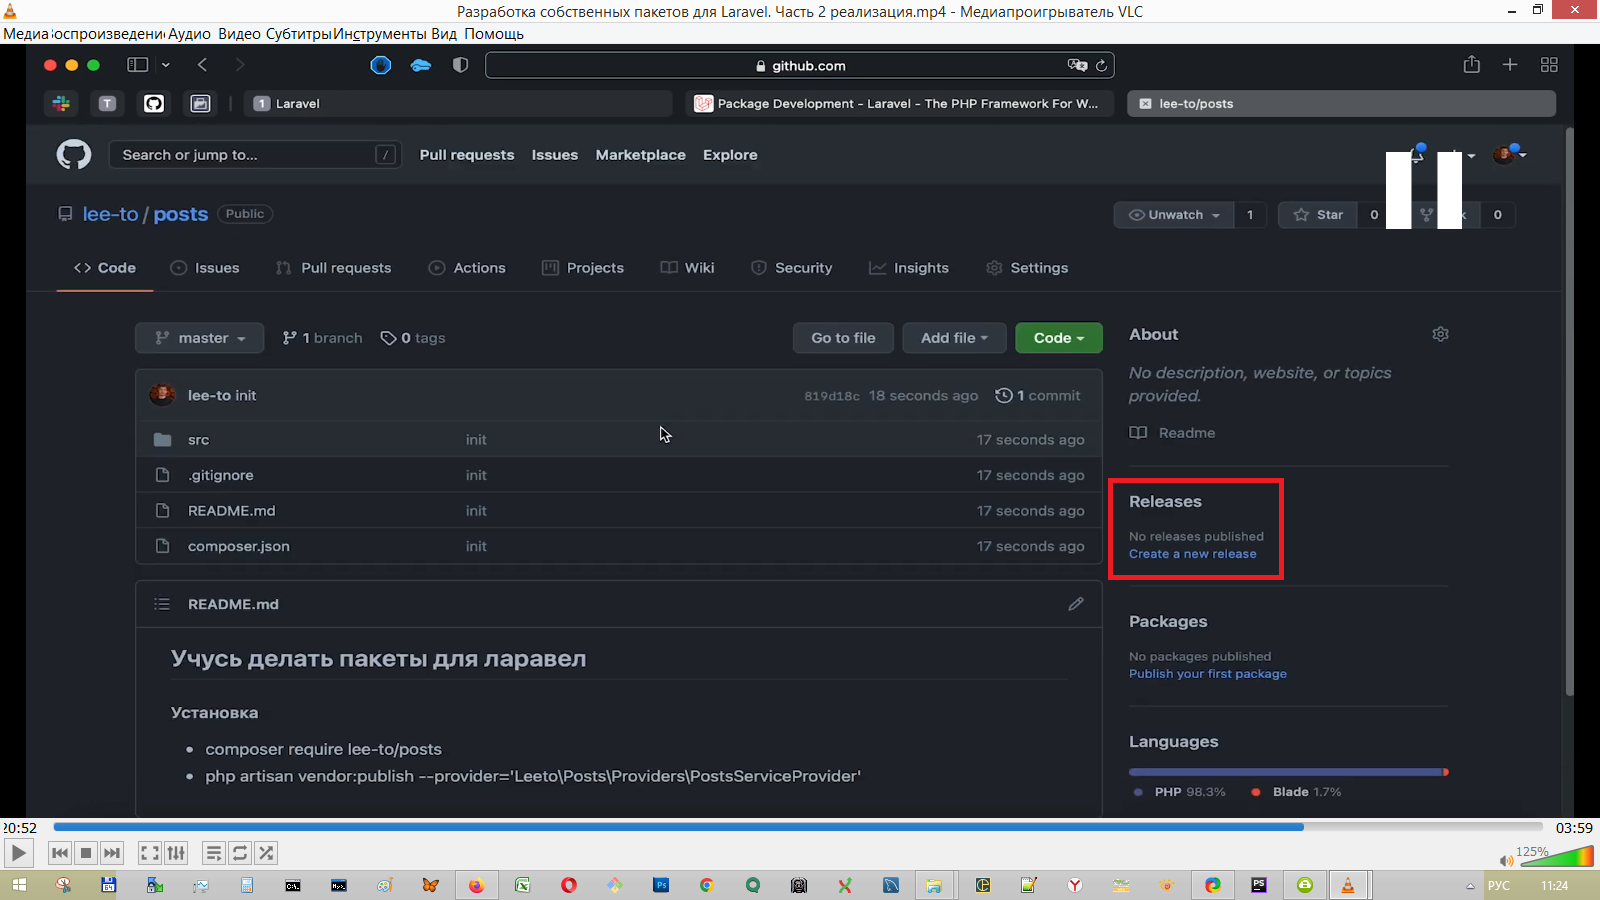 Разработка собственных пакетов для Laravel. Часть 2 реализация.mp4 - Медиапроигрыватель VLC
Медиа Воспроизведение Аудио Видео Субтитры Инструменты Вид Помощь
github.com
T
1 Laravel
Package Development - Laravel - The PHP Framework For W...
lee-to/posts
Search or jump to...
/
Pull requests
Issues
Marketplace
Explore
lee-to / posts
Public
Unwatch
1
Star
0
0
Code
Issues
Pull requests
Actions
Projects
Wiki
Security
Insights
Settings
master
1 branch
0 tags
Go to file
Add file
Code
lee-to init
819d18c 18 seconds ago
1 commit
src
init
17 seconds ago
.gitignore
init
17 seconds ago
README.md
init
17 seconds ago
composer.json
init
17 seconds ago
README.md
Учусь делать пакеты для ларавел
Установка
composer require lee-to/posts
php artisan vendor:publish --provider='Leeto\Posts\Providers\PostsServiceProvider'
About
No description, website, or topics
provided.
Readme
Releases
No releases published
Create a new release
Packages
No packages published
Publish your first package
Languages
PHP 98.3%
Blade 1.7%
20:52
03:59
125%
РУС
11:24